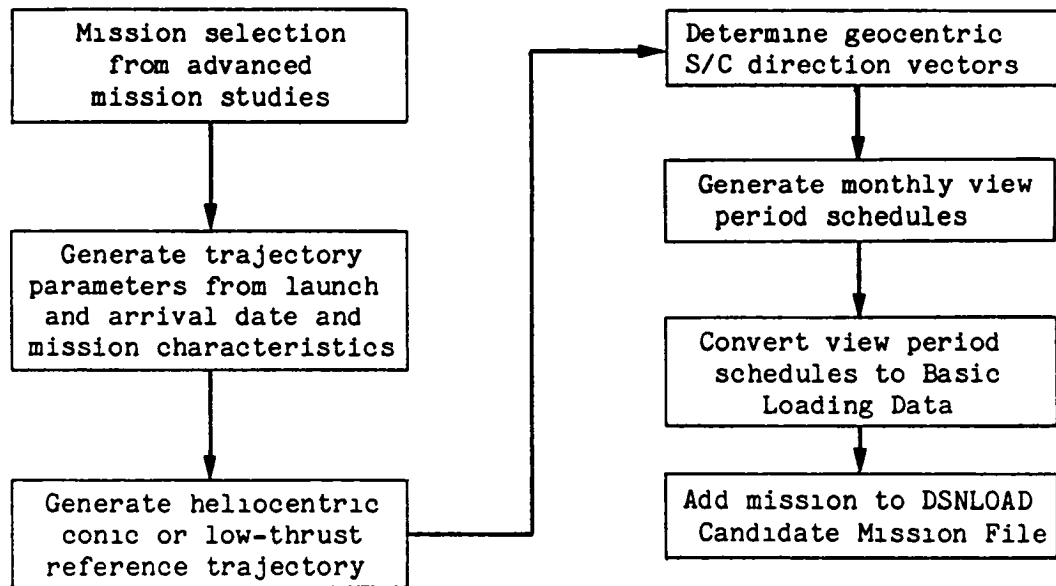 Mission selection
from advanced
mission studies
Generate trajectory
parameters from launch
and arrival date and
mission characteristics
Generate heliocentric
conic or low-thrust
reference trajectory
Determine geocentric
S/C direction vectors
Generate monthly view
period schedules
Convert view period
schedules to Basic
Loading Data
Add mission to DSNLOAD
Candidate Mission File